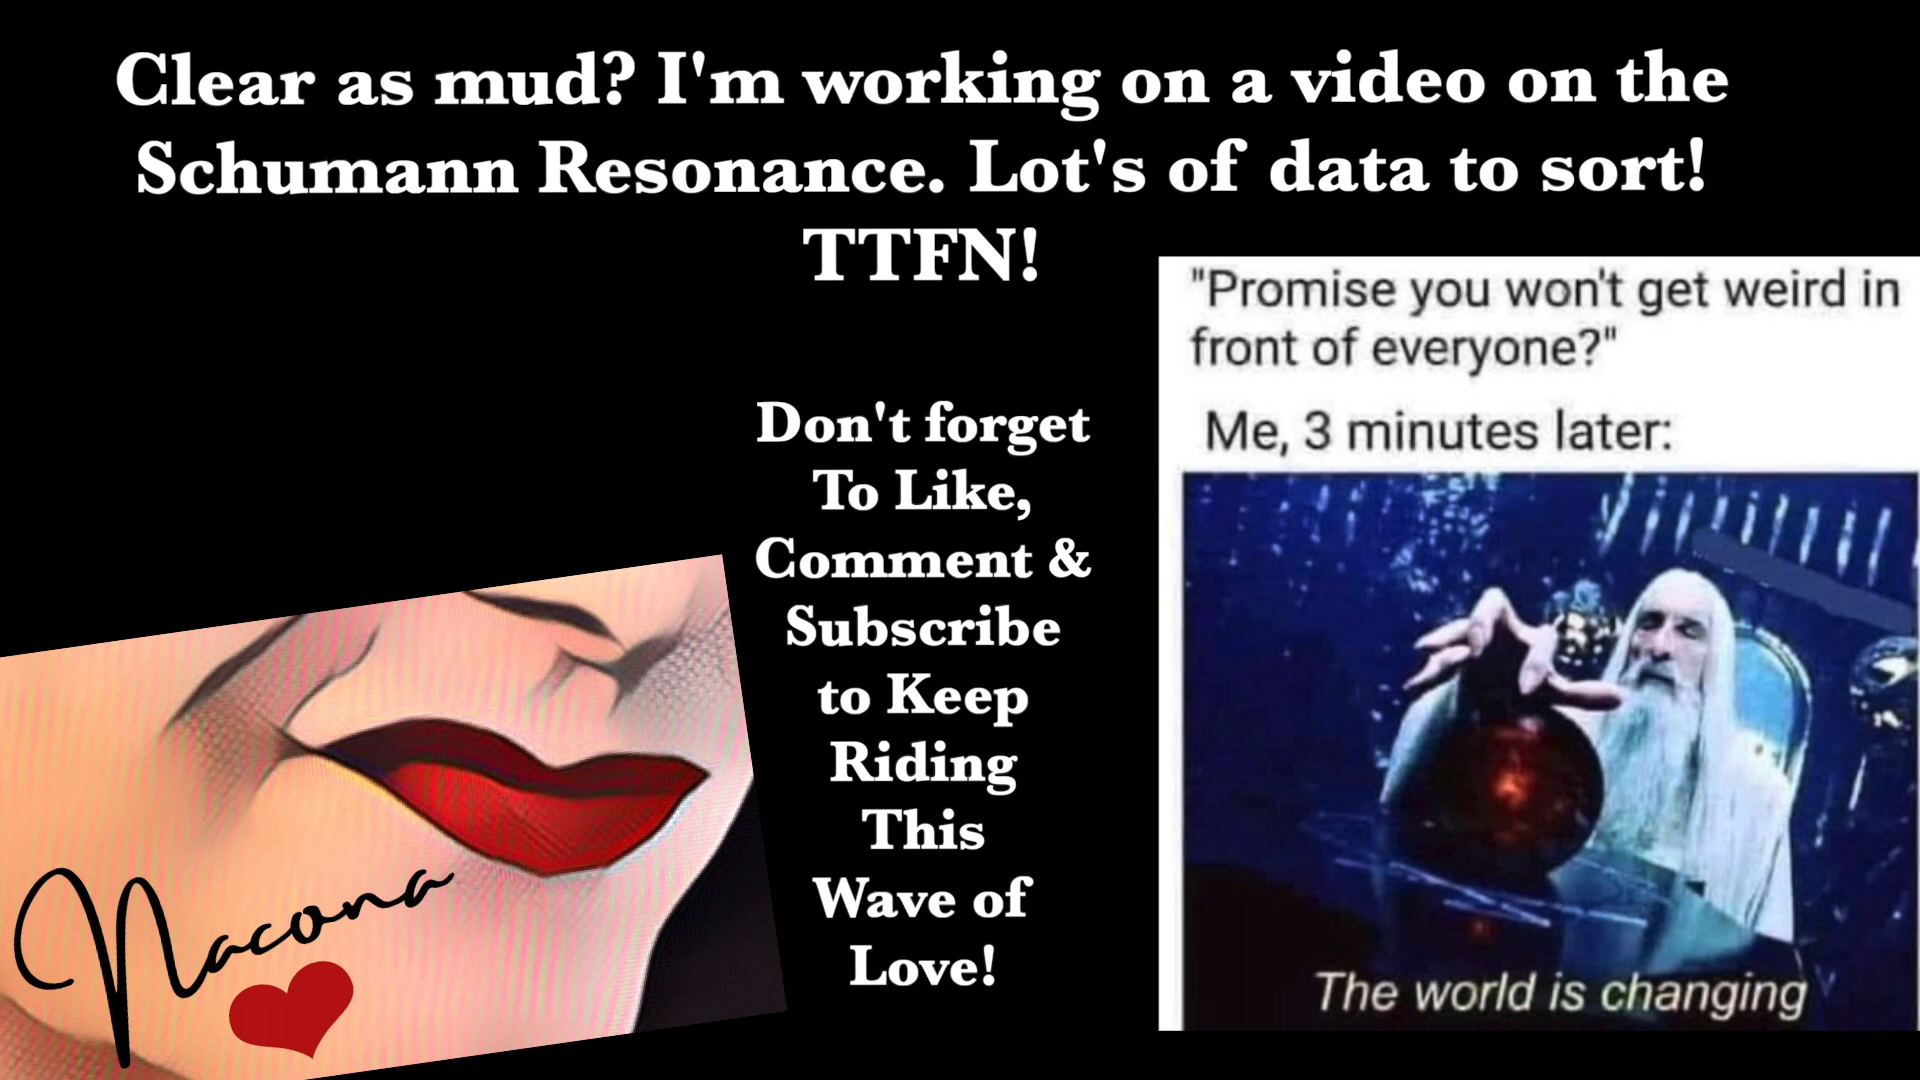 Clear as mud? I'm working on a video on the
Schumann Resonance. Lot's of data to sort!
TTFN!
Don't forget
To Like,
Comment &
Subscribe
to Keep
Riding
This
Wave of
Love!
"Promise you won't get weird in
front of everyone?"
Me, 3 minutes later:
The world is changing
Nacona